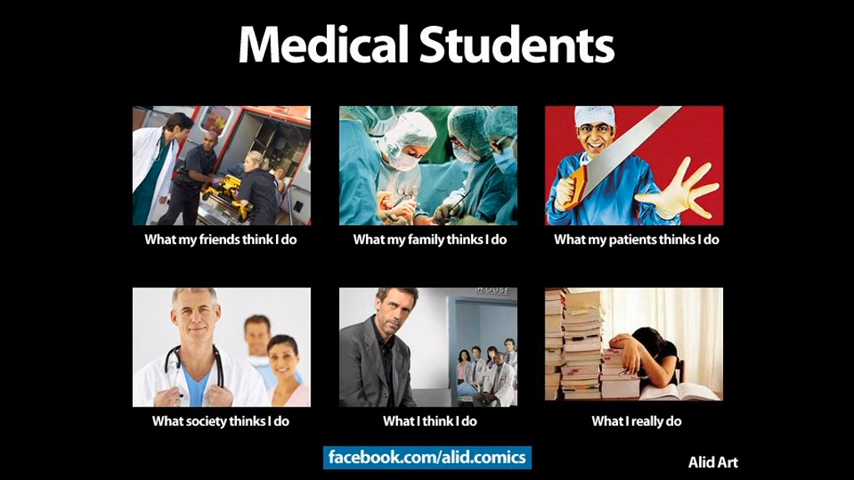 Medical Students
What my friends think I do
What my family thinks I do
What my patients thinks I do
HOUSE
What society thinks I do
What I think I do
What I really do
facebook.com/alid.comics
Alid Art